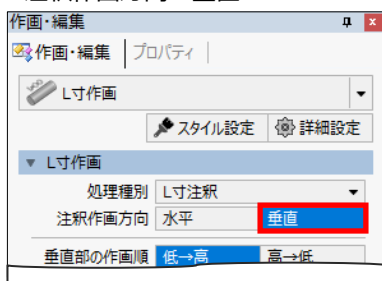 作画・編集
作画・編集 プロパティ
L寸作画
スタイル設定 詳細設定
L寸作画
処理種別 L寸注釈
注釈作画方向 水平 垂直
垂直部の作画順 低→高 高→低